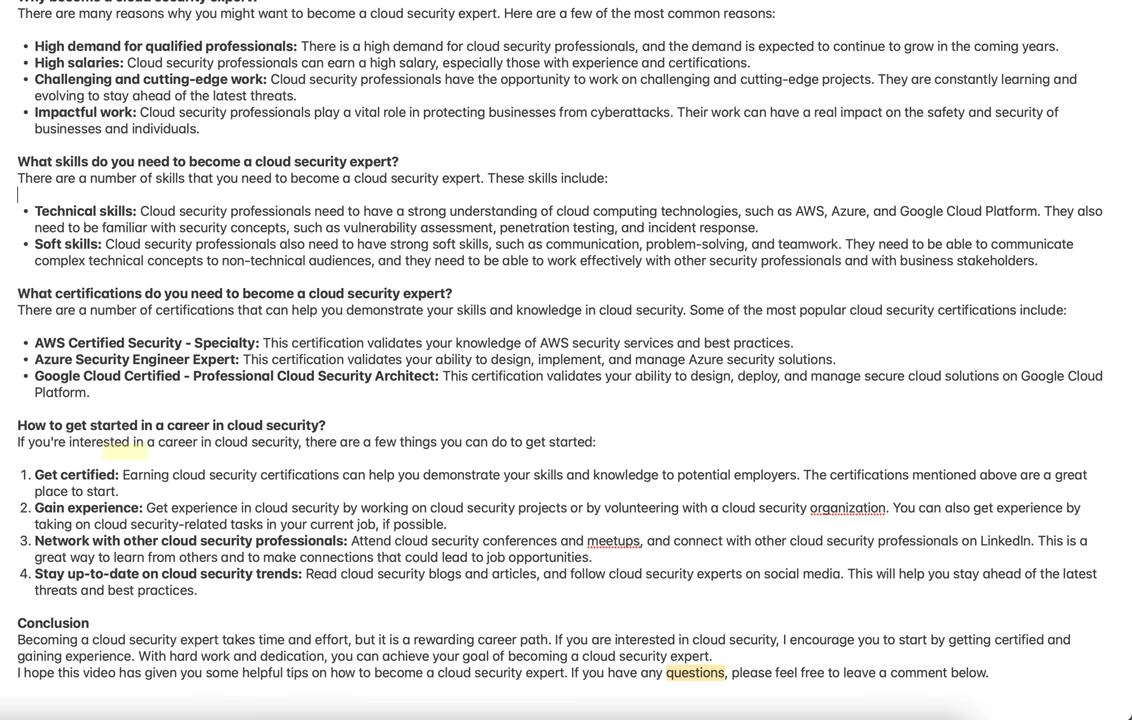 There are many reasons why you might want to become a cloud security expert. Here are a few of the most common reasons:
• High demand for qualified professionals: There is a high demand for cloud security professionals, and the demand is expected to continue to grow in the coming years.
• High salaries: Cloud security professionals can earn a high salary, especially those with experience and certifications.
• Challenging and cutting-edge work: Cloud security professionals have the opportunity to work on challenging and cutting-edge projects. They are constantly learning and
evolving to stay ahead of the latest threats.
• Impactful work: Cloud security professionals play a vital role in protecting businesses from cyberattacks. Their work can have a real impact on the safety and security of
businesses and individuals.
What skills do you need to become a cloud security expert?
There are a number of skills that you need to become a cloud security expert. These skills include:
• Technical skills: Cloud security professionals need to have a strong understanding of cloud computing technologies, such as AWS, Azure, and Google Cloud Platform. They also
need to be familiar with security concepts, such as vulnerability assessment, penetration testing, and incident response.
• Soft skills: Cloud security professionals also need to have strong soft skills, such as communication, problem-solving, and teamwork. They need to be able to communicate
complex technical concepts to non-technical audiences, and they need to be able to work effectively with other security professionals and with business stakeholders.
What certifications do you need to become a cloud security expert?
There are a number of certifications that can help you demonstrate your skills and knowledge in cloud security. Some of the most popular cloud security certifications include:
• AWS Certified Security - Specialty: This certification validates your knowledge of AWS security services and best practices.
• Azure Security Engineer Expert: This certification validates your ability to design, implement, and manage Azure security solutions.
• Google Cloud Certified - Professional Cloud Security Architect: This certification validates your ability to design, deploy, and manage secure cloud solutions on Google Cloud
Platform.
How to get started in a career in cloud security?
If you're interested in a career in cloud security, there are a few things you can do to get started:
1. Get certified: Earning cloud security certifications can help you demonstrate your skills and knowledge to potential employers. The certifications mentioned above are a great
place to start.
2. Gain experience: Get experience in cloud security by working on cloud security projects or by volunteering with a cloud security organization. You can also get experience by
taking on cloud security-related tasks in your current job, if possible.
3. Network with other cloud security professionals: Attend cloud security conferences and meetups, and connect with other cloud security professionals on LinkedIn. This is a
great way to learn from others and to make connections that could lead to job opportunities.
4. Stay up-to-date on cloud security trends: Read cloud security blogs and articles, and follow cloud security experts on social media. This will help you stay ahead of the latest
threats and best practices.
Conclusion
Becoming a cloud security expert takes time and effort, but it is a rewarding career path. If you are interested in cloud security, I encourage you to start by getting certified and
gaining experience. With hard work and dedication, you can achieve your goal of becoming a cloud security expert.
I hope this video has given you some helpful tips on how to become a cloud security expert. If you have any questions, please feel free to leave a comment below.